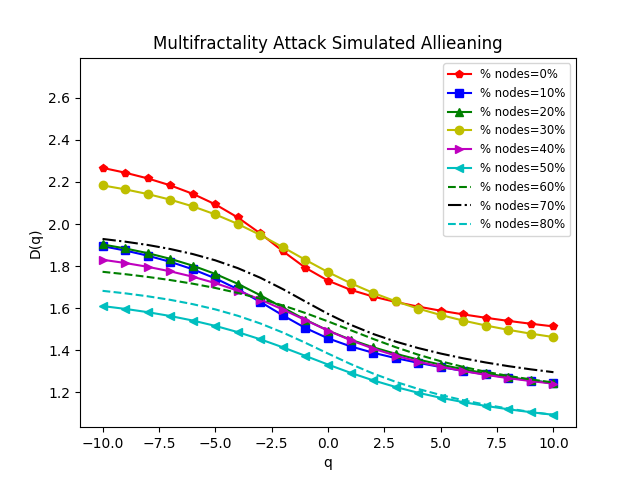 Multifractality Attack Simulated Allieaning
% nodes=0%
% nodes=10%
% nodes=20%
% nodes=30%
% nodes=40%
% nodes=50%
% nodes=60%
% nodes=70%
% nodes=80%
D(q)
2.6
2.4
2.2
2.0
1.8
1.6
1.4
1.2
−10.0 −7.5 −5.0 −2.5 0.0 2.5 5.0 7.5 10.0
q